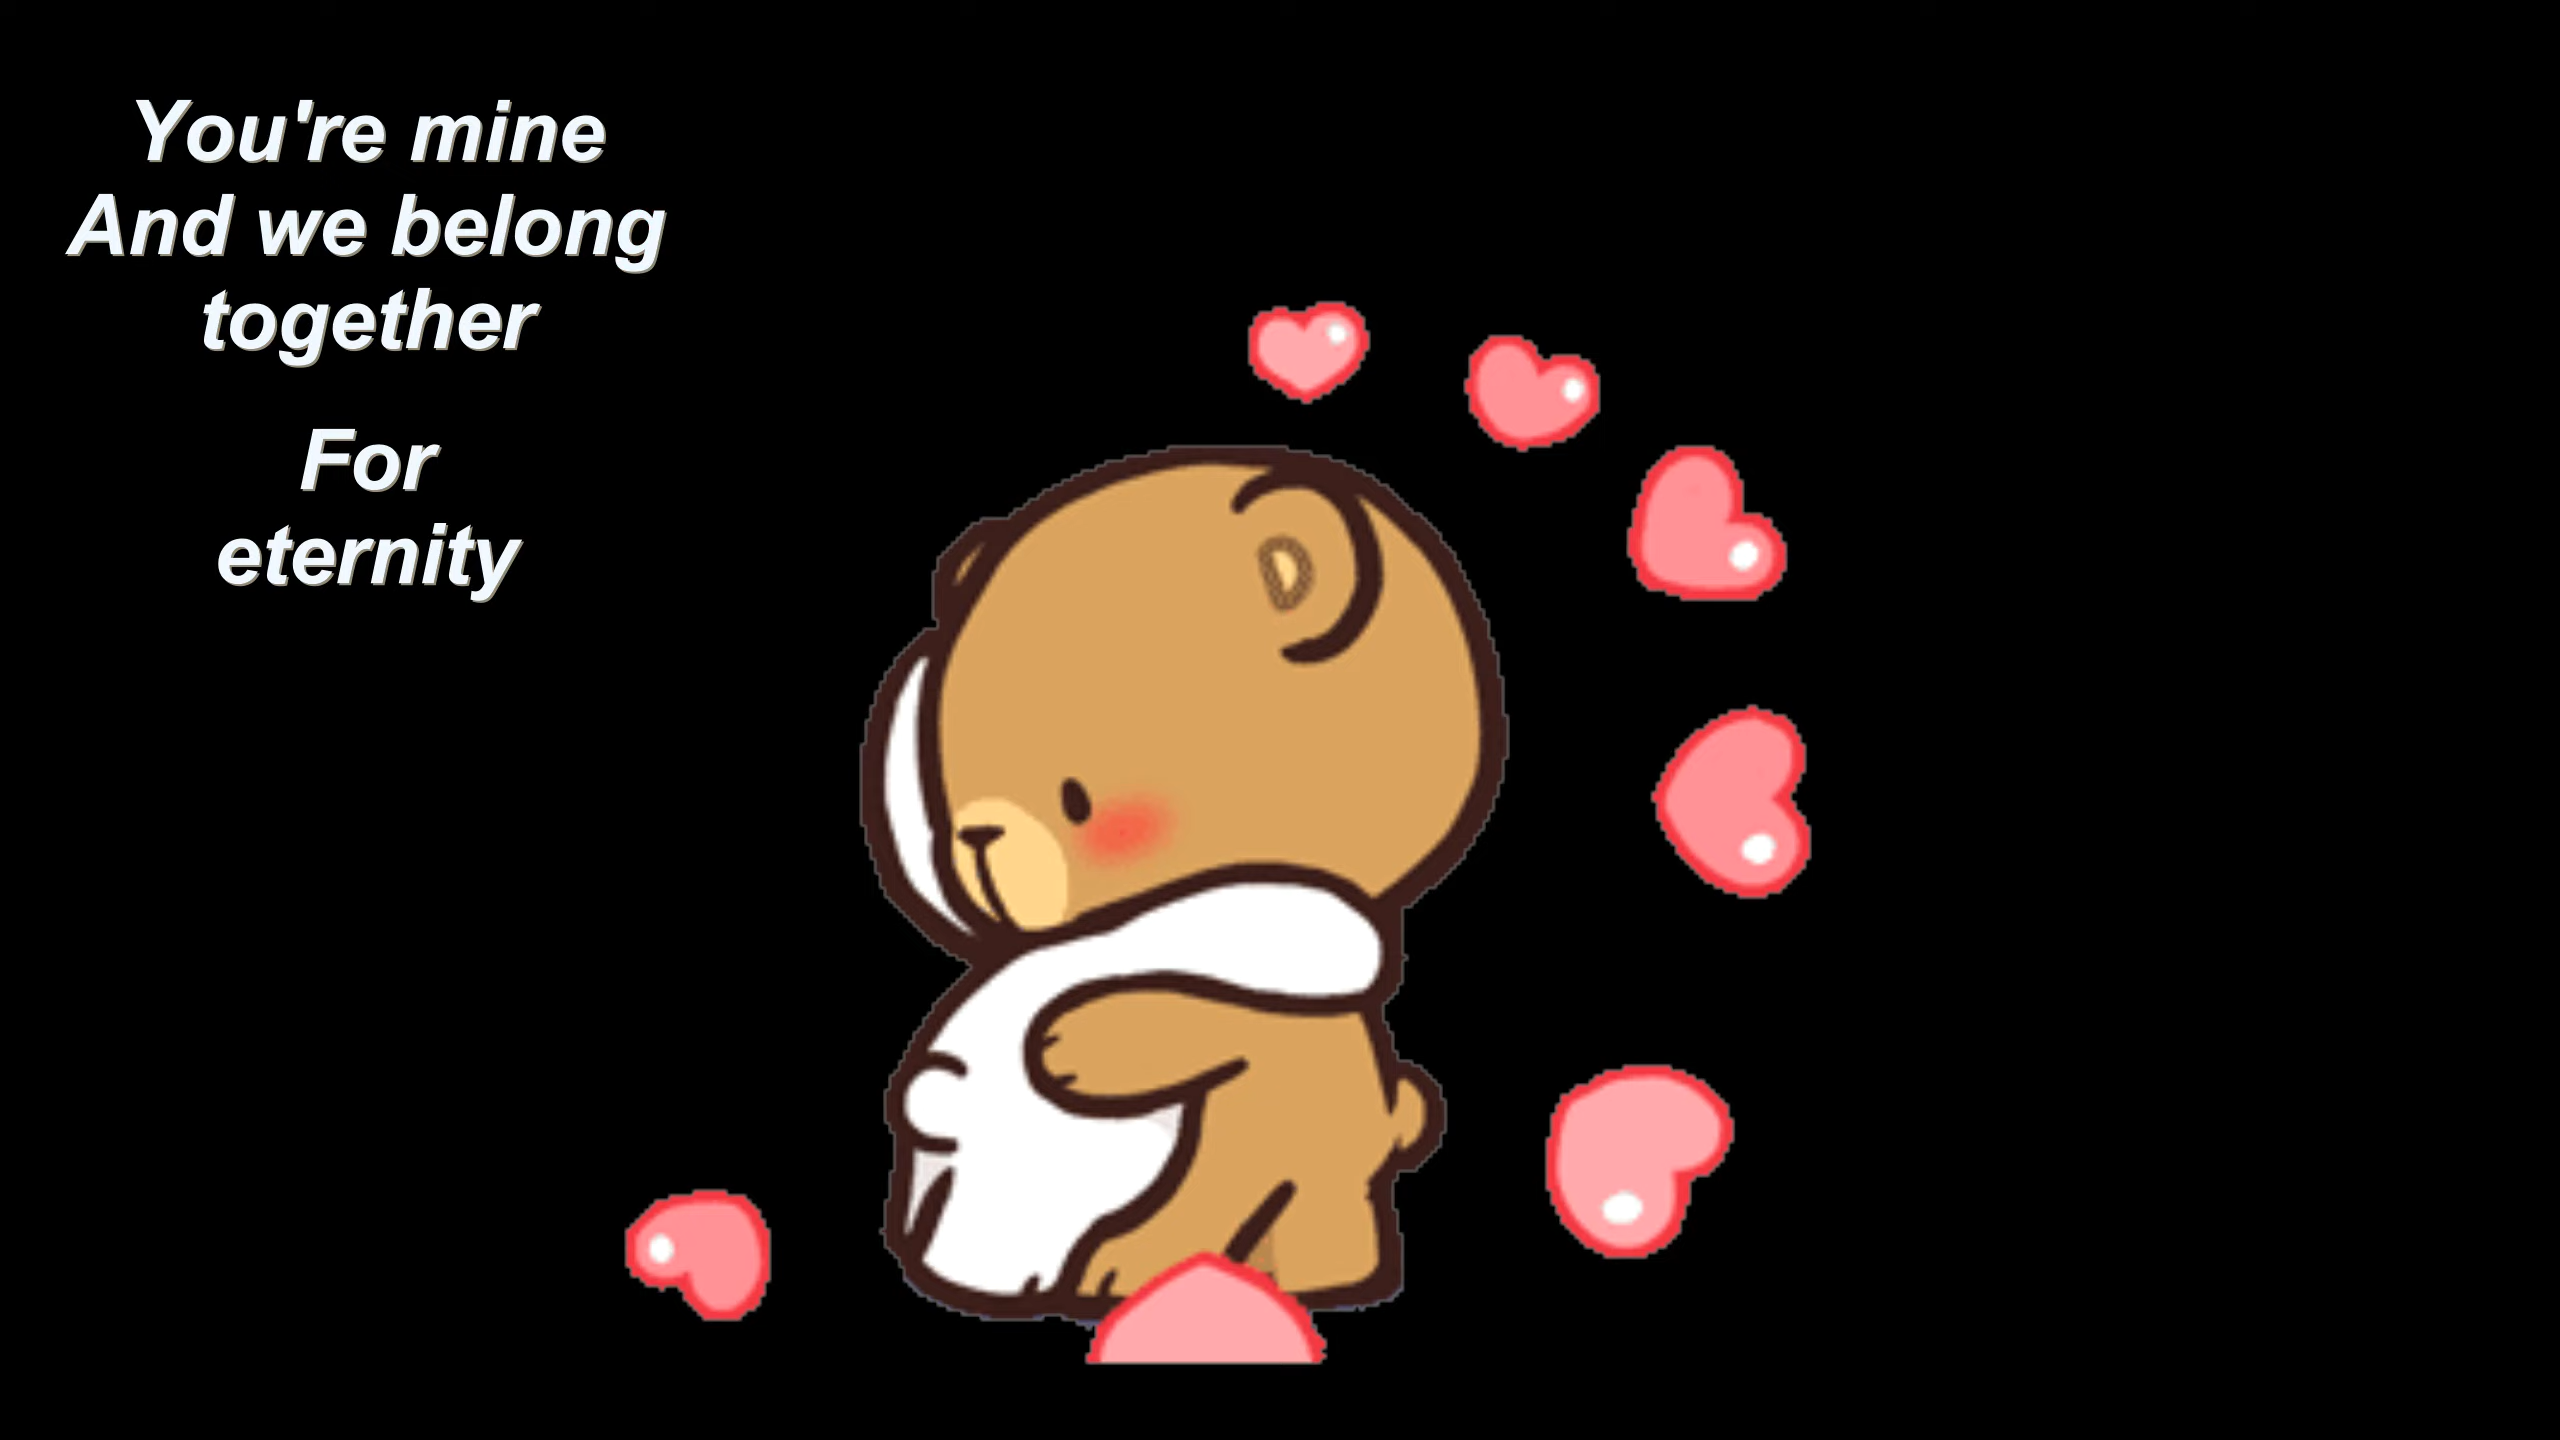 You're mine
And we belong
together
For
eternity